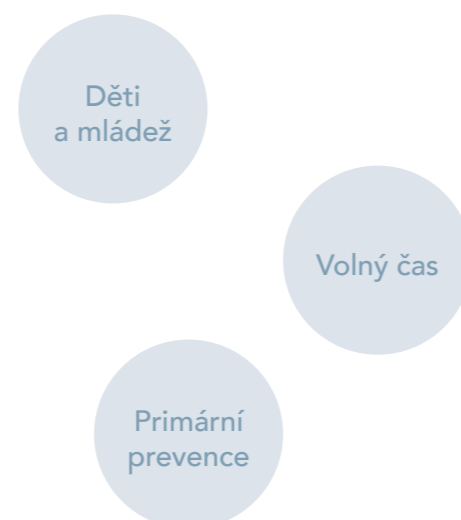 Děti
a mládež
Volný čas
Primární
prevence